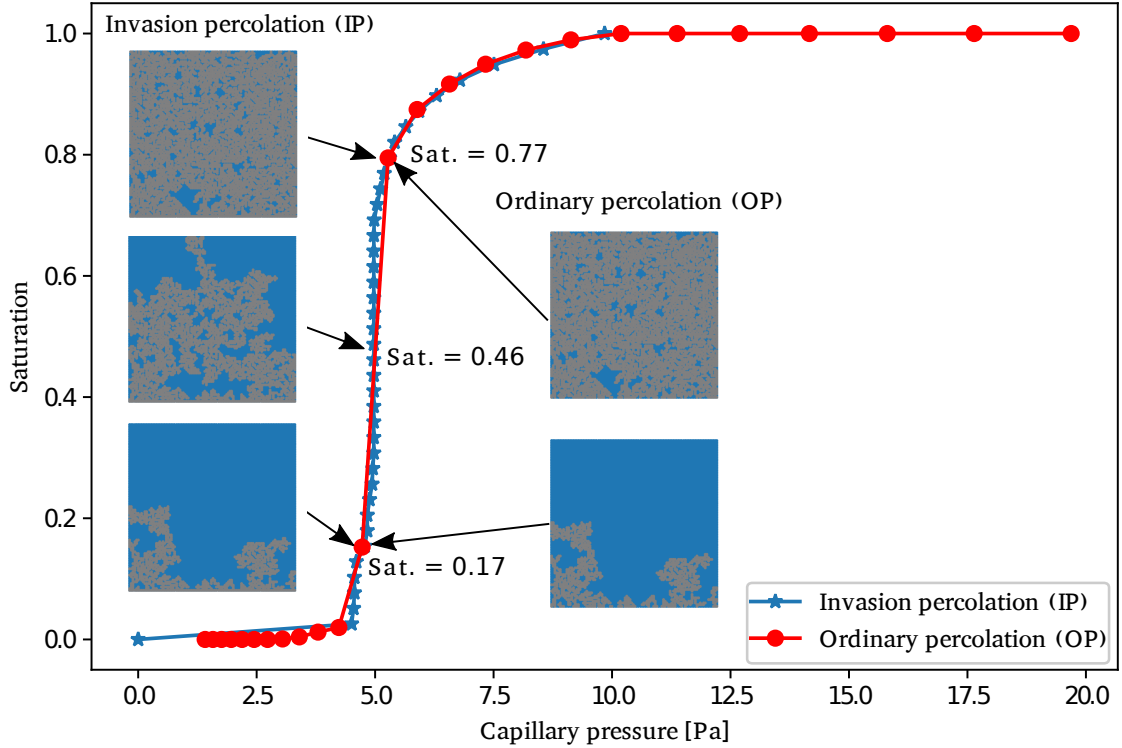 Invasion percolation (IP)
1.0
0.8
0.6
0.4
0.2
0.0
Saturation
Sat. = 0.77
Ordinary percolation (OP)
Sat. = 0.46
Sat. = 0.17
Invasion percolation (IP)
Ordinary percolation (OP)
0.0 2.5 5.0 7.5 10.0 12.5 15.0 17.5 20.0
Capillary pressure [Pa]